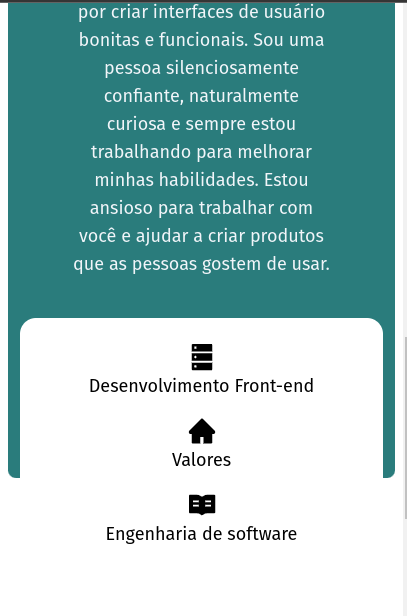 por criar interfaces de usuário
bonitas e funcionais. Sou uma
pessoa silenciosamente
confiante, naturalmente
curiosa e sempre estou
trabalhando para melhorar
minhas habilidades. Estou
ansioso para trabalhar com
você e ajudar a criar produtos
que as pessoas gostem de usar.
Desenvolvimento Front-end
Valores
Engenharia de software